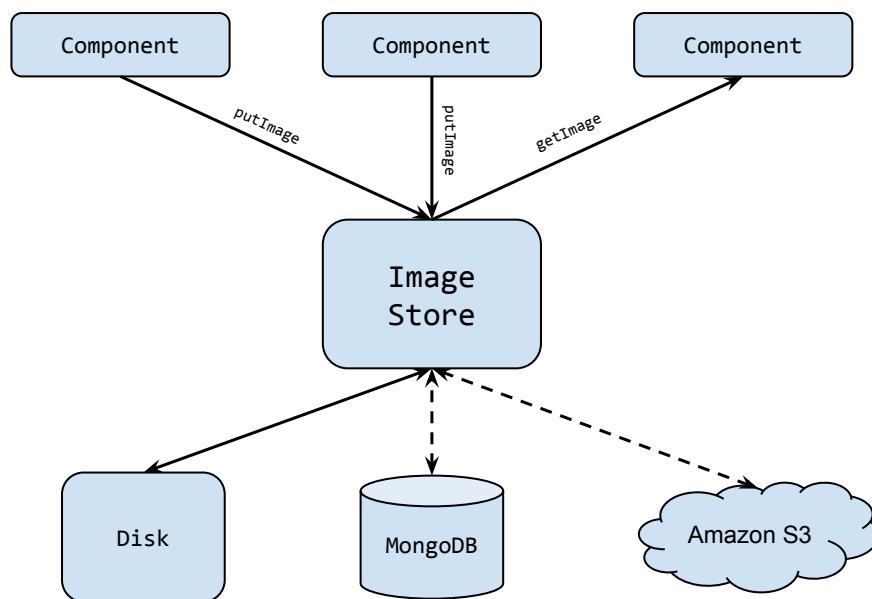 Component
Component
Component
putImage
putImage
getImage
Image
Store
Disk
MongoDB
Amazon S3